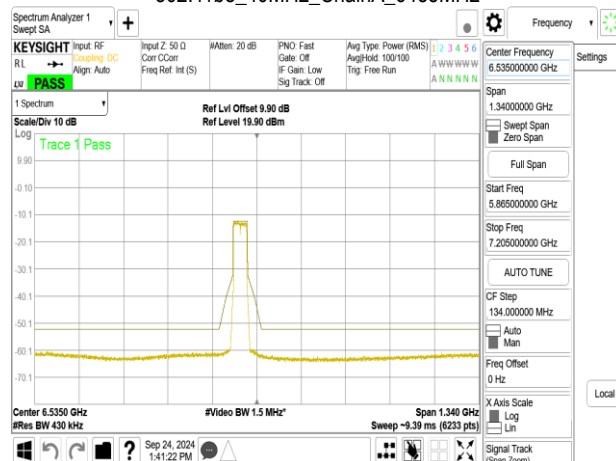 Spectrum Analyzer 1
Swept SA
+
Frequency
KEYSIGHT
RL
LXI PASS
Input: RF
Coupling: DC
Align: Auto
Input Z: 50 Ω
Corr CCorr
Freq Ref: Int (S)
#Atten: 20 dB
PNO: Fast
Gate: Off
IF Gain: Low
Sig Track: Off
Avg Type: Power (RMS)
Avg|Hold: 100/100
Trig: Free Run
1 2 3 4 5 6
A W W W W W
A N N N N N
Center Frequency
6.535000000 GHz
Settings
Span
1.34000000 GHz
Swept Span
Zero Span
Full Span
Start Freq
5.865000000 GHz
Stop Freq
7.205000000 GHz
AUTO TUNE
CF Step
134.000000 MHz
Auto
Man
Freq Offset
0 Hz
X Axis Scale
Log
Lin
Local
Signal Track
(Span Zoom)
1 Spectrum
Scale/Div 10 dB
Ref Lvl Offset 9.90 dB
Ref Level 19.90 dBm
Log
Trace 1 Pass
9.90
-0.10
-10.1
-20.1
-30.1
-40.1
-50.1
-60.1
-70.1
Center 6.5350 GHz
#Res BW 430 kHz
#Video BW 1.5 MHz*
Span 1.340 GHz
Sweep ~9.39 ms (6233 pts)
?
Sep 24, 2024
1:41:22 PM